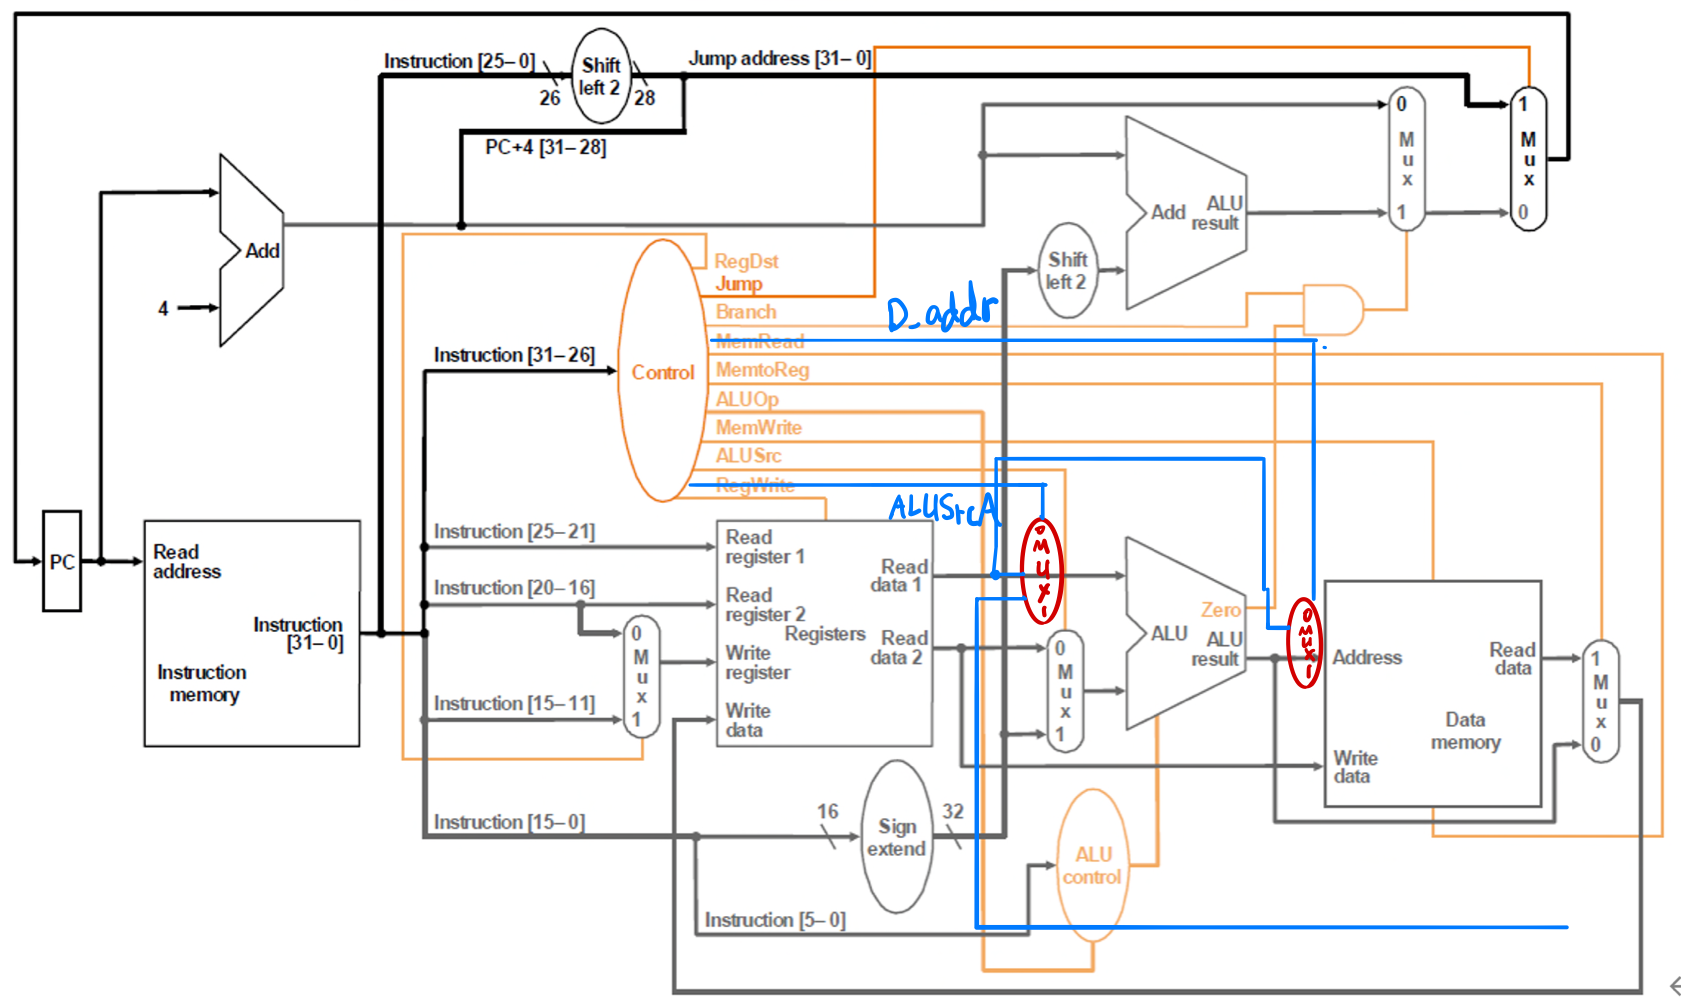 Instruction [25–0]
Shift
left 2
26
28
Jump address [31–0]
PC+4 [31–28]
Add
4
0
M
u
x
1
1
M
u
x
0
Add
ALU
result
Shift
left 2
RegDst
Jump
Branch
D_addr
MemRead
MemtoReg
ALUOp
MemWrite
ALUSrc
RegWrite
ALUSrcA
Control
Instruction [31–26]
PC
Read
address
Instruction
[31–0]
Instruction
memory
Instruction [25–21]
Instruction [20–16]
Instruction [15–11]
0
M
u
x
1
Read
register 1
Read
register 2
Write
register
Write
data
Registers
Read
data 1
Read
data 2
0
M
U
X
1
0
M
u
x
1
Zero
ALU
ALU
result
0
M
U
X
1
Address
Read
data
Data
memory
Write
data
1
M
u
x
0
Instruction [15–0]
16
Sign
extend
32
ALU
control
Instruction [5–0]